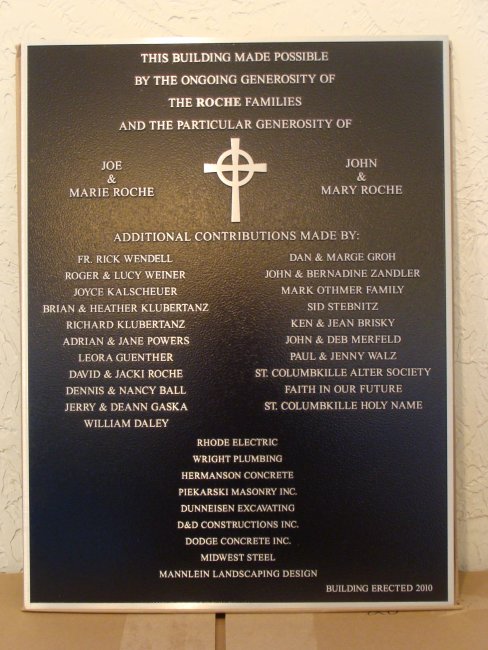 THIS BUILDING MADE POSSIBLE
BY THE ONGOING GENEROSITY OF
THE ROCHE FAMILIES
AND THE PARTICULAR GENEROSITY OF
JOE
&
MARIE ROCHE
JOHN
&
MARY ROCHE
ADDITIONAL CONTRIBUTIONS MADE BY:
FR. RICK WENDELL
ROGER & LUCY WEINER
JOYCE KALSCHEUER
BRIAN & HEATHER KLUBERTANZ
RICHARD KLUBERTANZ
ADRIAN & JANE POWERS
LEORA GUENTHER
DAVID & JACKI ROCHE
DENNIS & NANCY BALL
JERRY & DEANN GASKA
WILLIAM DALEY
DAN & MARGE GROH
JOHN & BERNADINE ZANDLER
MARK OTHMER FAMILY
SID STEBNITZ
KEN & JEAN BRISKY
JOHN & DEB MERFELD
PAUL & JENNY WALZ
ST. COLUMBKILLE ALTER SOCIETY
FAITH IN OUR FUTURE
ST. COLUMBKILLE HOLY NAME
RHODE ELECTRIC
WRIGHT PLUMBING
HERMANSON CONCRETE
PIEKARSKI MASONRY INC.
DUNNEISEN EXCAVATING
D&D CONSTRUCTIONS INC.
DODGE CONCRETE INC.
MIDWEST STEEL
MANNLEIN LANDSCAPING DESIGN
BUILDING ERECTED 2010